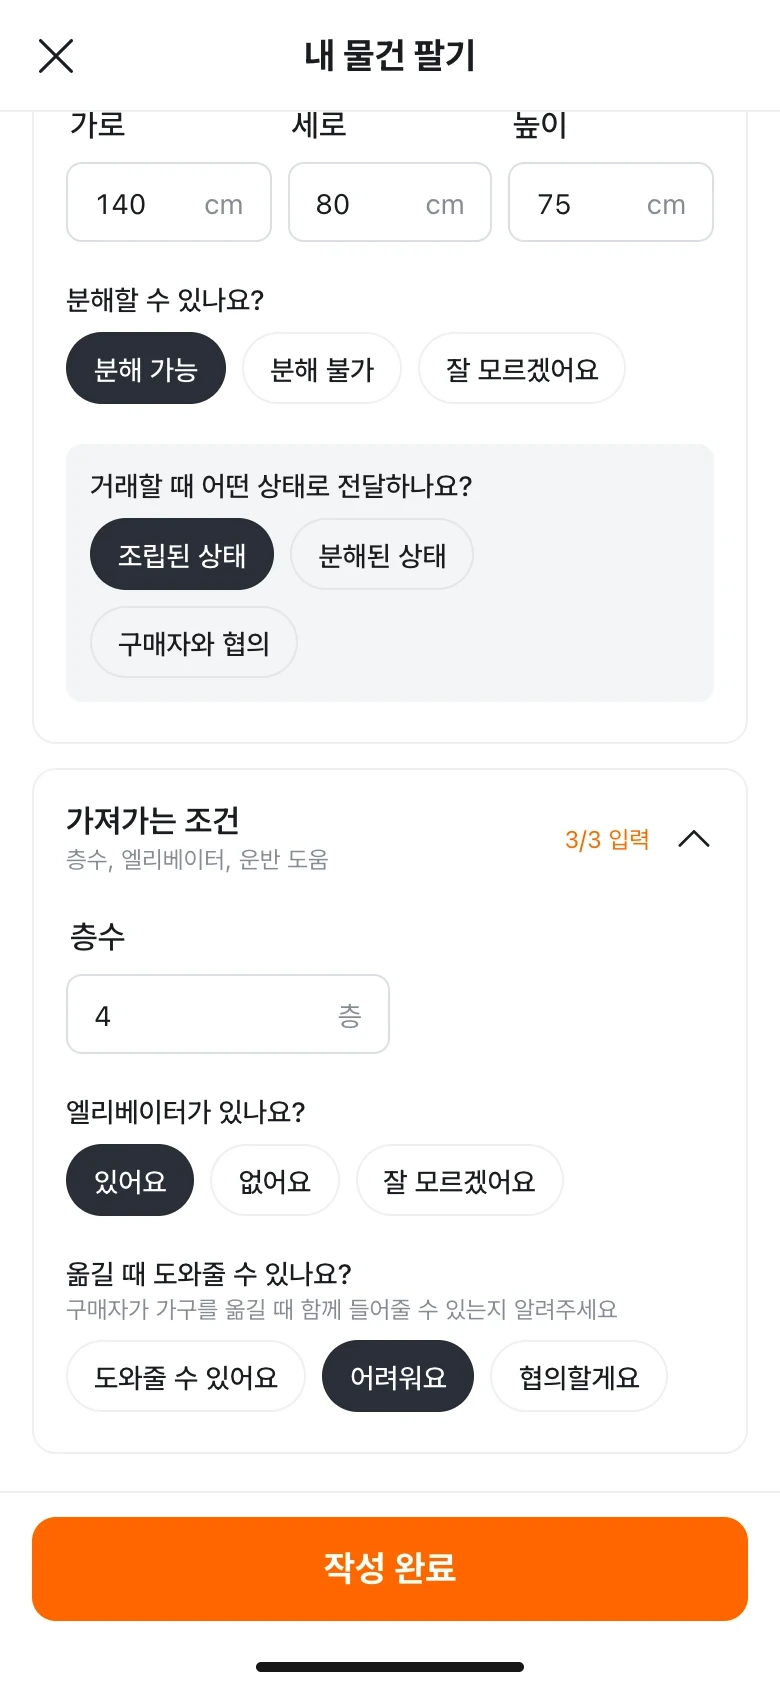 내 물건 팔기
가로 세로 높이
140 cm 80 cm 75 cm
분해할 수 있나요?
분해 가능 분해 불가 잘 모르겠어요
거래할 때 어떤 상태로 전달하나요?
조립된 상태 분해된 상태
구매자와 협의
가져가는 조건
3/3 입력
층수, 엘리베이터, 운반 도움
층수
4 층
엘리베이터가 있나요?
있어요 없어요 잘 모르겠어요
옮길 때 도와줄 수 있나요?
구매자가 가구를 옮길 때 함께 들어줄 수 있는지 알려주세요
도와줄 수 있어요 어려워요 협의할게요
작성 완료